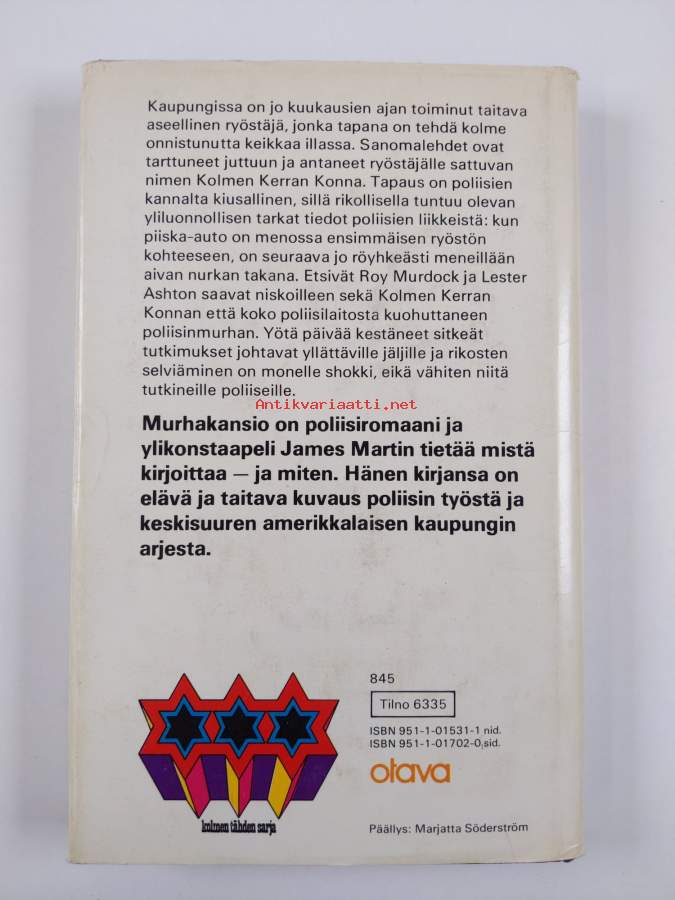 Kaupungissa on jo kuukausien ajan toiminut taitava
aseellinen ryöstäjä, jonka tapana on tehdä kolme
onnistunutta keikkaa illassa. Sanomalehdet ovat
tarttuneet juttuun ja antaneet ryöstäjälle sattuvan
nimen Kolmen Kerran Konna. Tapaus on poliisien
kannalta kiusallinen, sillä rikollisella tuntuu olevan
yliluonnollisen tarkat tiedot poliisien liikkeistä: kun
piiska-auto on menossa ensimmäisen ryöstön
kohteeseen, on seuraava jo röyhkeästi meneillään
aivan nurkan takana. Etsivät Roy Murdock ja Lester
Ashton saavat niskoilleen sekä Kolmen Kerran
Konnan että koko poliisilaitosta kuohuttaneen
poliisinmurhan. Yötä päivää kestäneet sitkeät
tutkimukset johtavat yllättäville jäljille ja rikosten
selviäminen on monelle shokki, eikä vähiten niitä
tutkineille poliiseille.
Antikvariaatti.net
Murhakansio on poliisiromaani ja
ylikonstaapeli James Martin tietää mistä
kirjoittaa — ja miten. Hänen kirjansa on
elävä ja taitava kuvaus poliisin työstä ja
keskisuuren amerikkalaisen kaupungin
arjesta.
845
Tilno 6335
ISBN 951-1-01531-1 nid.
ISBN 951-1-01702-0, sid.
otava
kolmen tähden sarja
Päällys: Marjatta Söderström